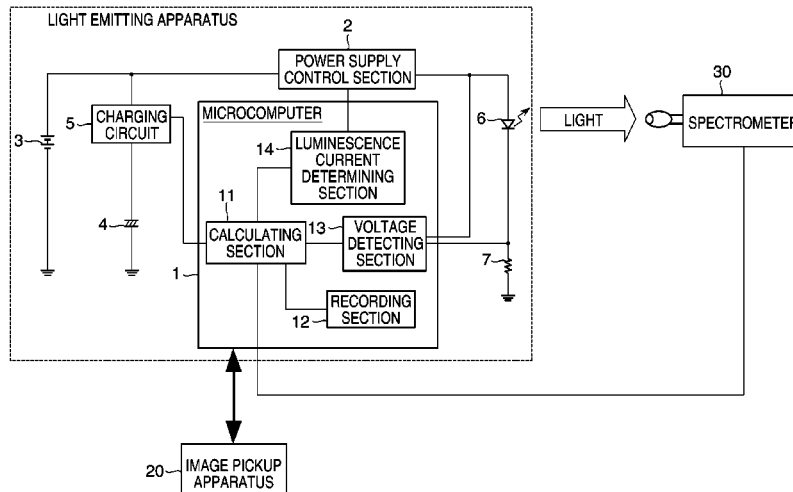 LIGHT EMITTING APPARATUS
2
POWER SUPPLY
CONTROL SECTION
30
SPECTROMETER
LIGHT
6
MICROCOMPUTER
5
CHARGING
CIRCUIT
3
14
LUMINESCENCE
CURRENT
DETERMINING
SECTION
4
11
CALCULATING
SECTION
13
VOLTAGE
DETECTING
SECTION
7
1
12
RECORDING
SECTION
20
IMAGE PICKUP
APPARATUS